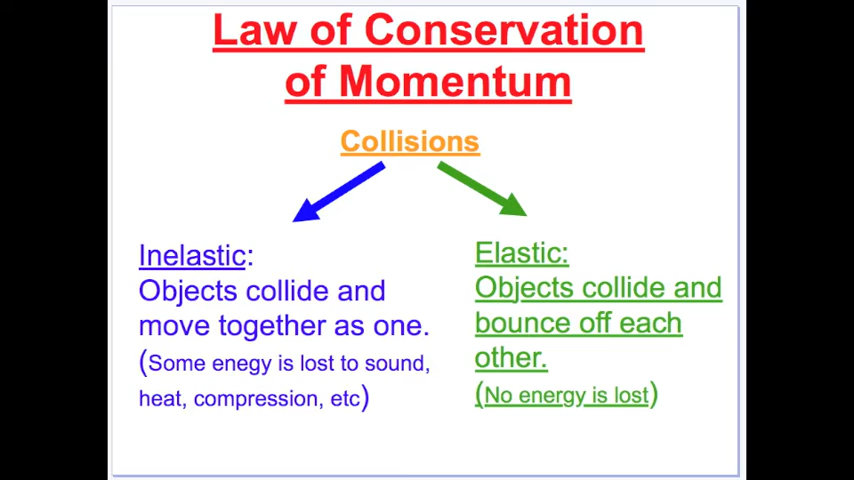 Law of Conservation
of Momentum
Collisions
Inelastic:
Objects collide and
move together as one.
(Some enegy is lost to sound,
heat, compression, etc)
Elastic:
Objects collide and
bounce off each
other.
(No energy is lost)